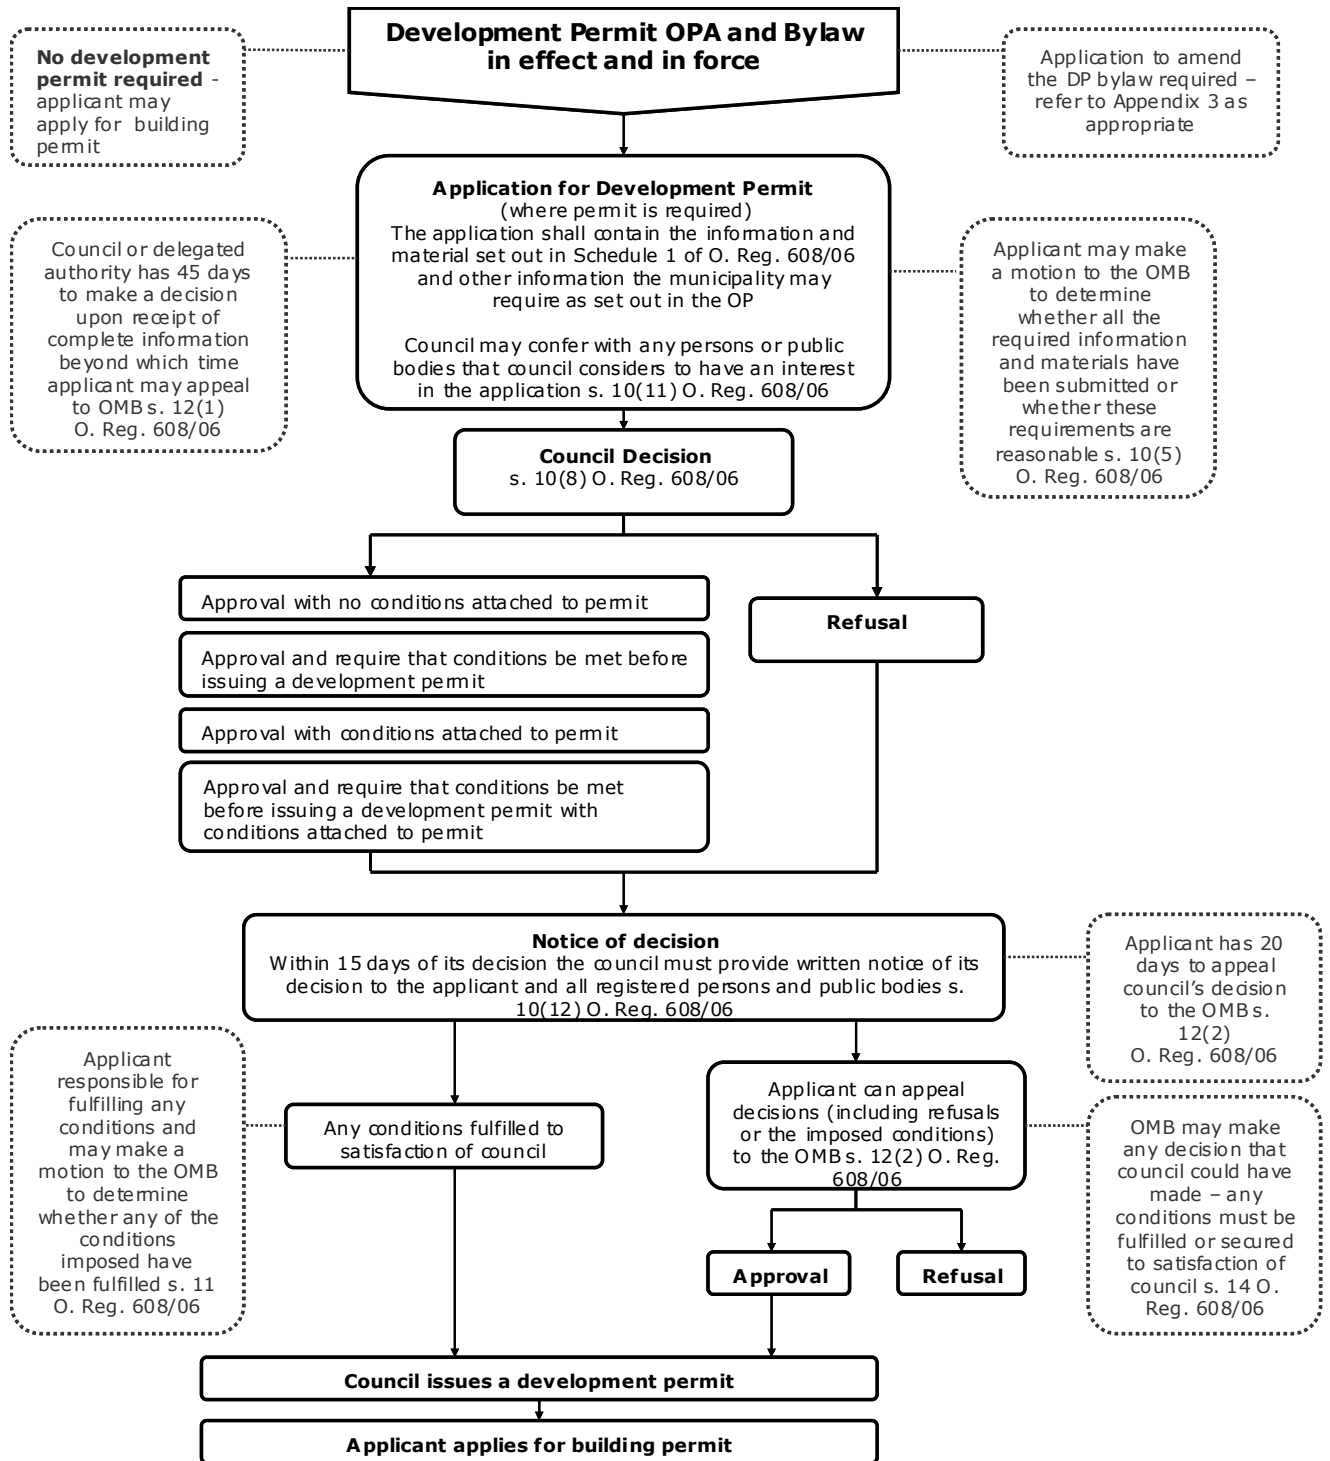 Development Permit OPA and Bylaw
in effect and in force
No development
permit required -
applicant may
apply for building
permit
Application to amend
the DP bylaw required –
refer to Appendix 3 as
appropriate
Application for Development Permit
(where permit is required)
The application shall contain the information and
material set out in Schedule 1 of O. Reg. 608/06
and other information the municipality may
require as set out in the OP
Council may confer with any persons or public
bodies that council considers to have an interest
in the application s. 10(11) O. Reg. 608/06
Council or delegated
authority has 45 days
to make a decision
upon receipt of
complete information
beyond which time
applicant may appeal
to OMB s. 12(1)
O. Reg. 608/06
Applicant may make
a motion to the OMB
to determine
whether all the
required information
and materials have
been submitted or
whether these
requirements are
reasonable s. 10(5)
O. Reg. 608/06
Council Decision
s. 10(8) O. Reg. 608/06
Approval with no conditions attached to permit
Approval and require that conditions be met before
issuing a development permit
Approval with conditions attached to permit
Approval and require that conditions be met
before issuing a development permit with
conditions attached to permit
Refusal
Notice of decision
Within 15 days of its decision the council must provide written notice of its
decision to the applicant and all registered persons and public bodies s.
10(12) O. Reg. 608/06
Applicant has 20
days to appeal
council's decision
to the OMB s.
12(2)
O. Reg. 608/06
Applicant
responsible for
fulfilling any
conditions and
may make a
motion to the OMB
to determine
whether any of the
conditions
imposed have
been fulfilled s. 11
O. Reg. 608/06
Any conditions fulfilled to
satisfaction of council
Applicant can appeal
decisions (including refusals
or the imposed conditions)
to the OMB s. 12(2) O. Reg.
608/06
OMB may make
any decision that
council could have
made – any
conditions must be
fulfilled or secured
to satisfaction of
council s. 14 O.
Reg. 608/06
Approval
Refusal
Council issues a development permit
Applicant applies for building permit